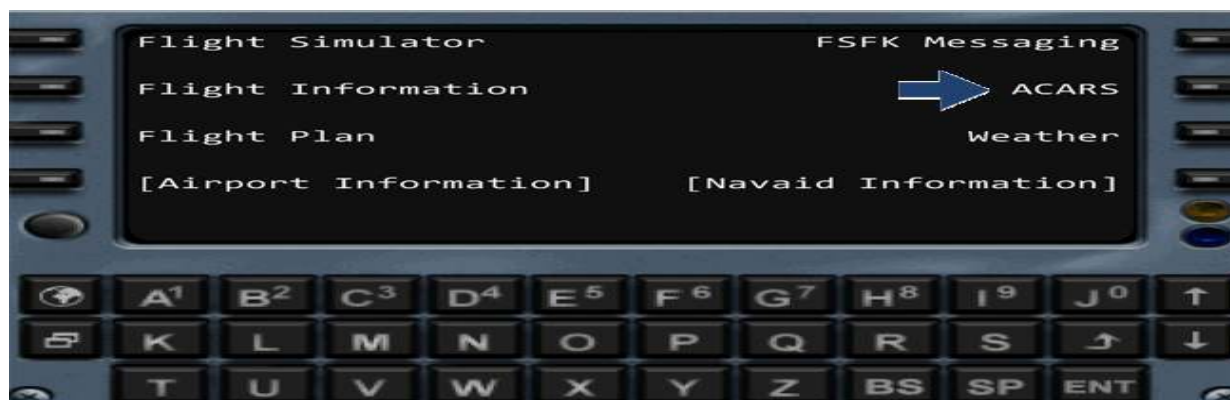 Flight Simulator FSFK Messaging
Flight Information ACARS
Flight Plan Weather
[Airport Information] [Navaid Information]
A1 B2 C3 D4 E5 F6 G7 H8 I9 J0
K L M N O P Q R S
T U V W X Y Z BS SP ENT